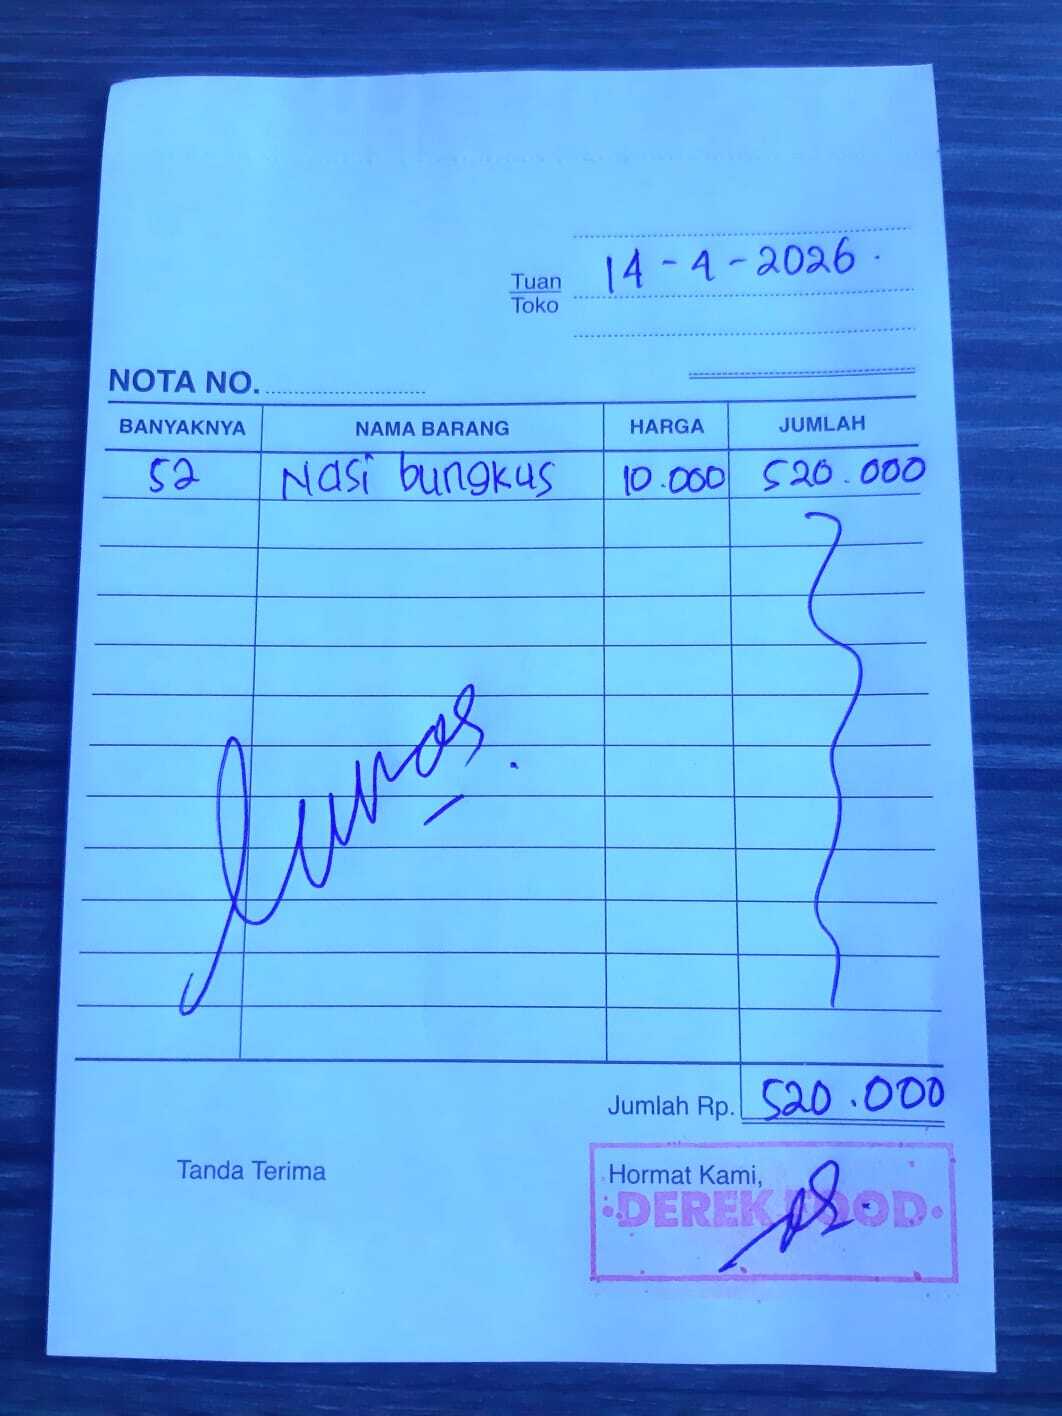 14-4-2026.
Tuan
Toko
NOTA NO.
BANYAKNYA NAMA BARANG HARGA JUMLAH
52 Nasi bungkus 10.000 520.000
lunas.
Jumlah Rp. 520.000
Tanda Terima
Hormat Kami,
DEREK FOOD